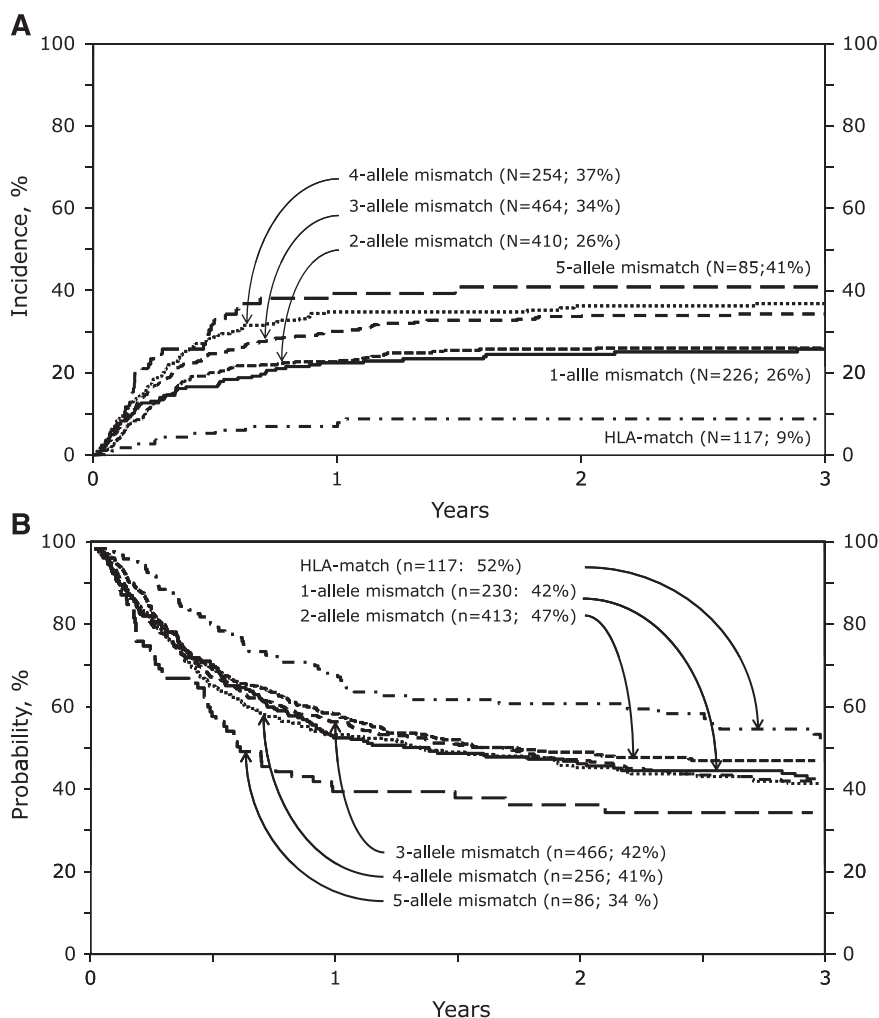 A
100 100
80 80
60 60
40 40
20 20
0 0
Incidence, %
4-allele mismatch (N=254; 37%)
3-allele mismatch (N=464; 34%)
2-allele mismatch (N=410; 26%)
5-allele mismatch (N=85;41%)
1-allle mismatch (N=226; 26%)
HLA-match (N=117; 9%)
0 1 2 3
Years
B
100 100
80 80
60 60
40 40
20 20
0 0
Probability, %
HLA-match (n=117: 52%)
1-allele mismatch (n=230: 42%)
2-allele mismatch (n=413; 47%)
3-allele mismatch (n=466; 42%)
4-allele mismatch (n=256; 41%)
5-allele mismatch (n=86; 34 %)
0 1 2 3
Years